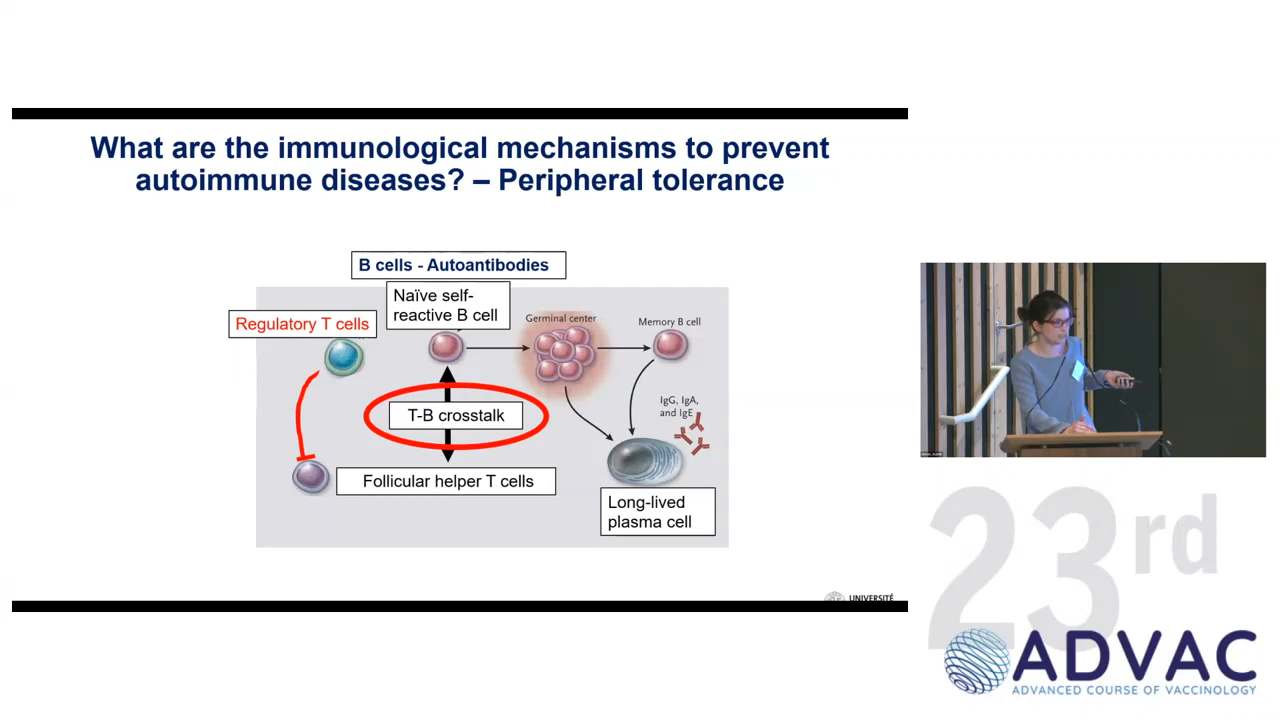 What are the immunological mechanisms to prevent
autoimmune diseases? – Peripheral tolerance
B cells - Autoantibodies
Naïve self-
reactive B cell
Regulatory T cells
Germinal center
Memory B cell
T-B crosstalk
IgG, IgA,
and IgE
Follicular helper T cells
Long-lived
plasma cell
UNIVERSITÉ
23rd
ADVAC
ADVANCED COURSE OF VACCINOLOGY